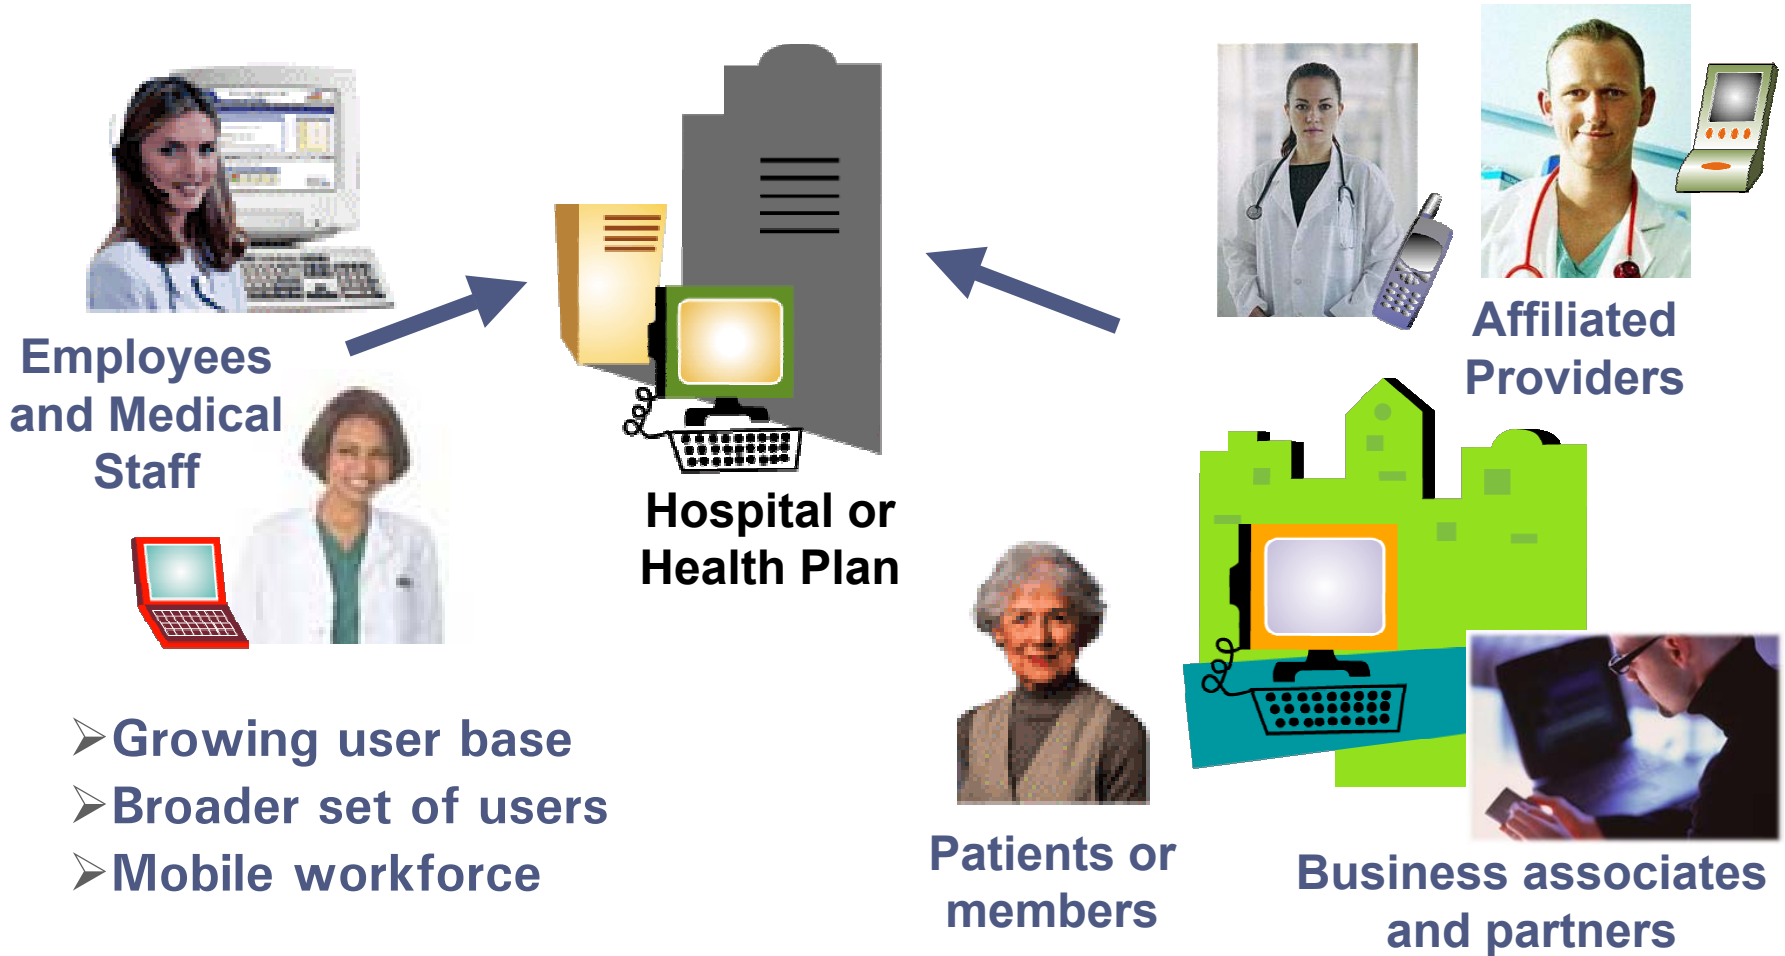 Employees
and Medical
Staff
Hospital or
Health Plan
Affiliated
Providers
➢Growing user base
➢Broader set of users
➢Mobile workforce
Patients or
members
Business associates
and partners